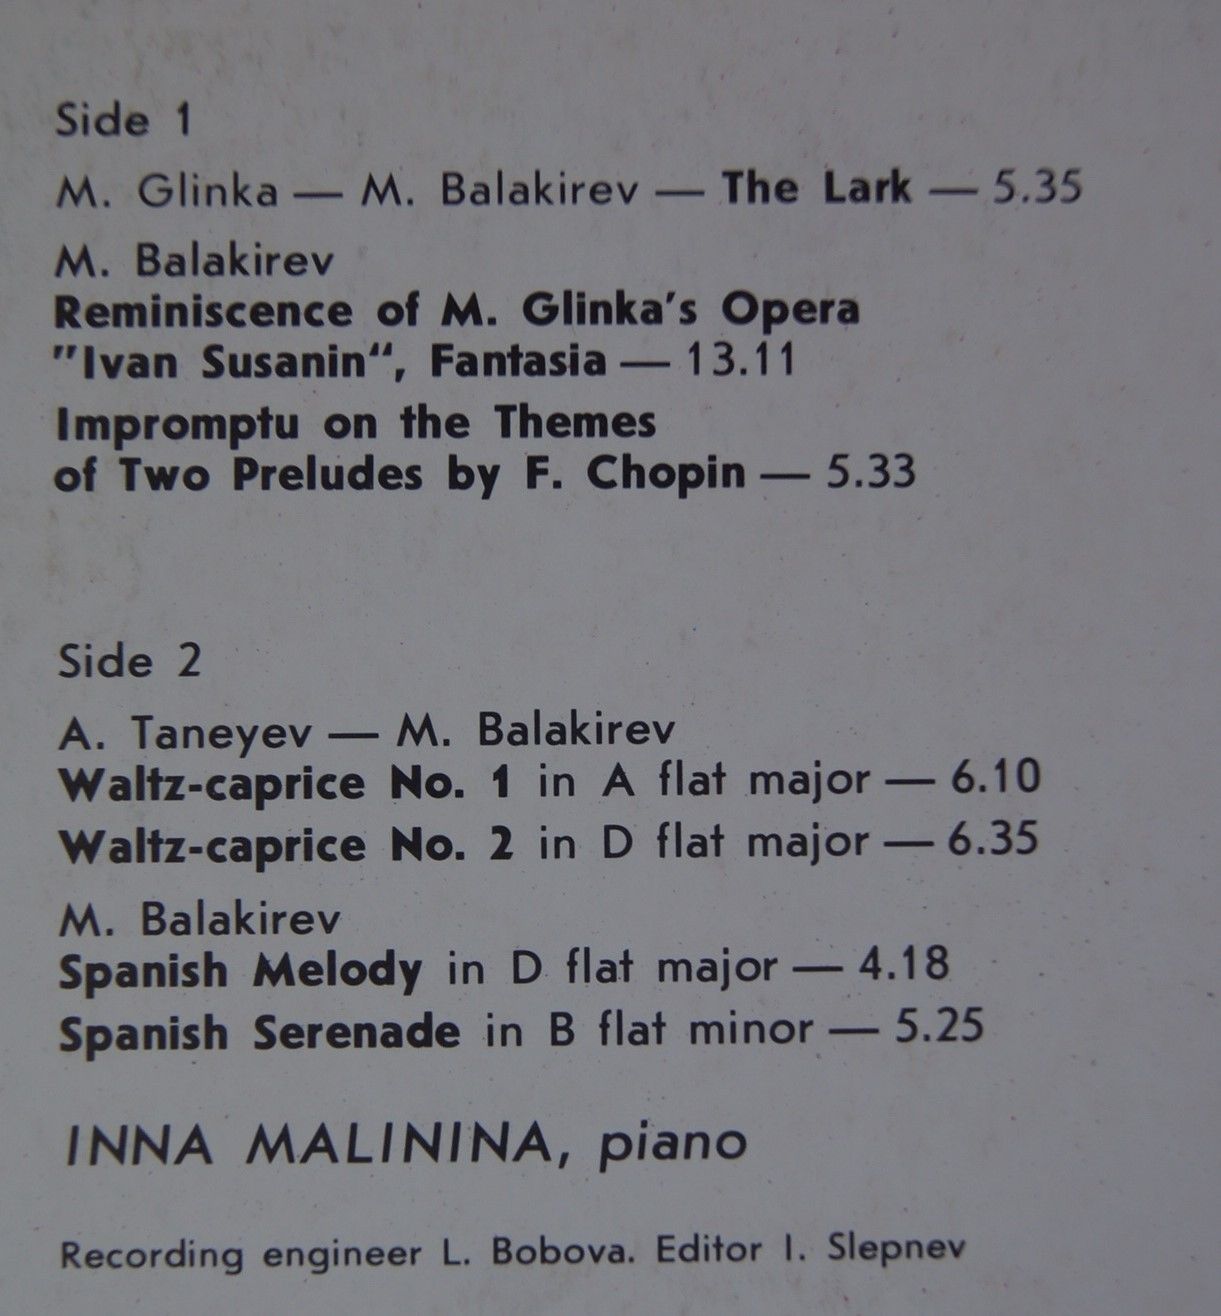 Side 1
M. Glinka — M. Balakirev — The Lark — 5.35
M. Balakirev
Reminiscence of M. Glinka's Opera
"Ivan Susanin“, Fantasia — 13.11
Impromptu on the Themes
of Two Preludes by F. Chopin — 5.33
Side 2
A. Taneyev — M. Balakirev
Waltz-caprice No. 1 in A flat major — 6.10
Waltz-caprice No. 2 in D flat major — 6.35
M. Balakirev
Spanish Melody in D flat major — 4.18
Spanish Serenade in B flat minor — 5.25
INNA MALININA, piano
Recording engineer L. Bobova. Editor I. Slepnev